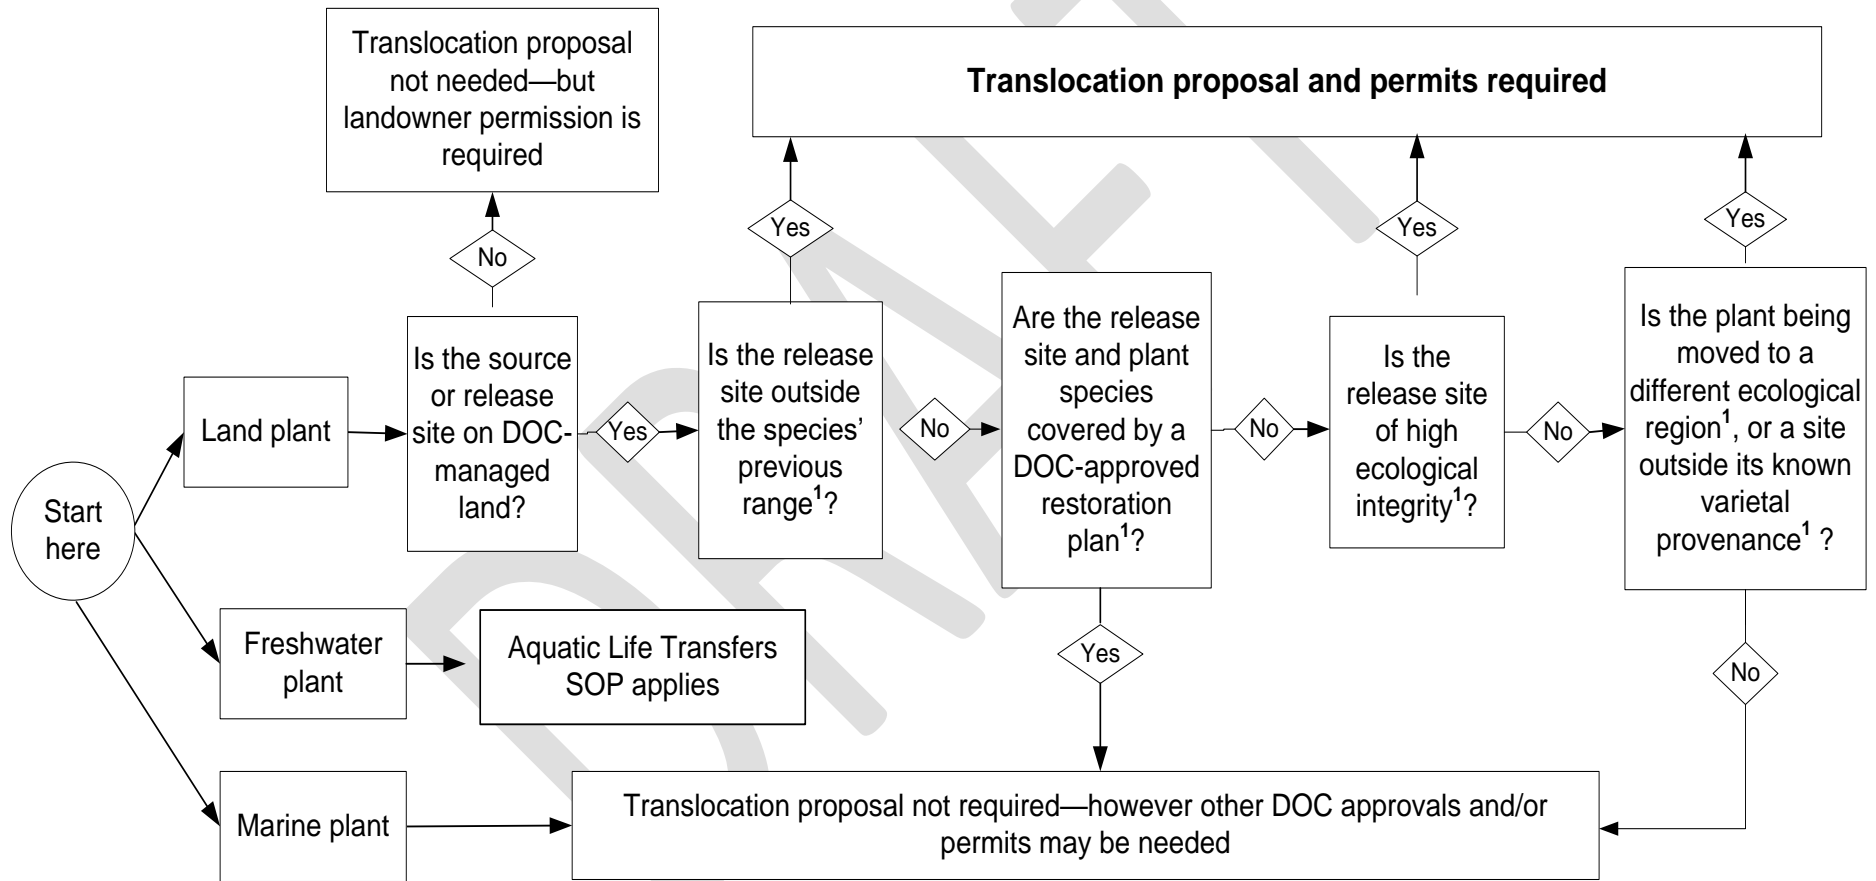 Translocation proposal
not needed—but
landowner permission is
required
Translocation proposal and permits required
No
Yes
Yes
Yes
Start
here
Land plant
Is the source
or release
site on DOC-
managed
land?
Yes
Is the release
site outside
the species’
previous
range¹?
No
Are the release
site and plant
species
covered by a
DOC-approved
restoration
plan¹?
No
Is the
release site
of high
ecological
integrity¹?
No
Is the plant being
moved to a
different ecological
region¹, or a site
outside its known
varietal
provenance¹ ?
Freshwater
plant
Aquatic Life Transfers
SOP applies
Yes
No
Marine plant
Translocation proposal not required—however other DOC approvals and/or
permits may be needed
DRAFT